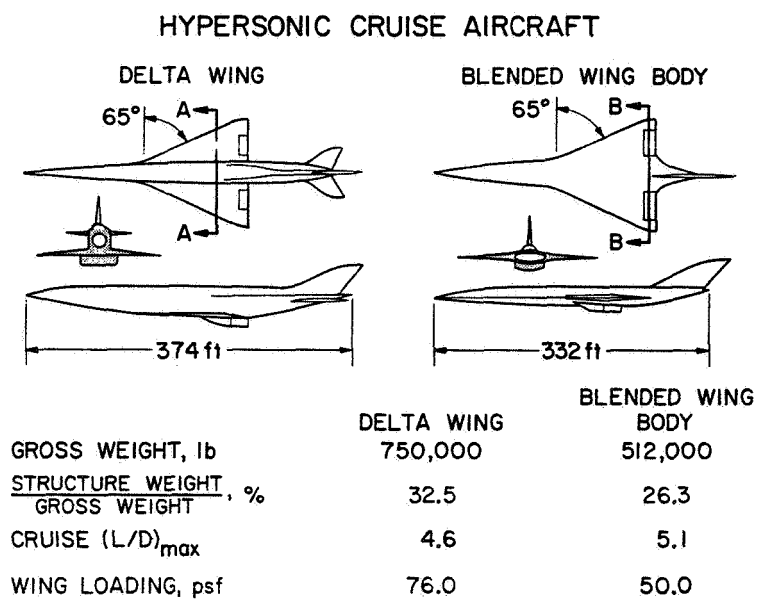 HYPERSONIC CRUISE AIRCRAFT
DELTA WING
BLENDED WING BODY
65°
A
65°
B
A
B
374 ft
332 ft
DELTA WING
BLENDED WING
BODY
GROSS WEIGHT, lb 750,000 512,000
STRUCTURE WEIGHT
GROSS WEIGHT , % 32.5 26.3
CRUISE (L/D)max 4.6 5.1
WING LOADING, psf 76.0 50.0